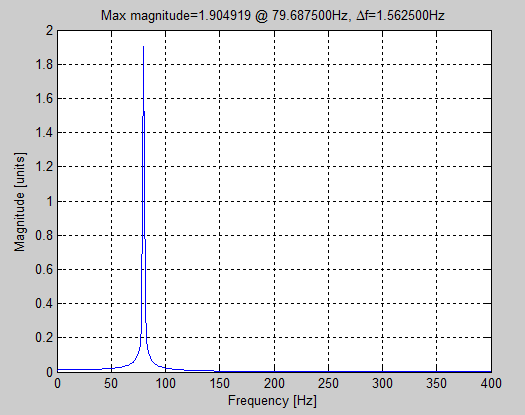 Max magnitude=1.904919 @ 79.687500Hz, Δf=1.562500Hz
2
1.8
1.6
1.4
1.2
1
0.8
0.6
0.4
0.2
0
Magnitude [units]
0 50 100 150 200 250 300 350 400
Frequency [Hz]